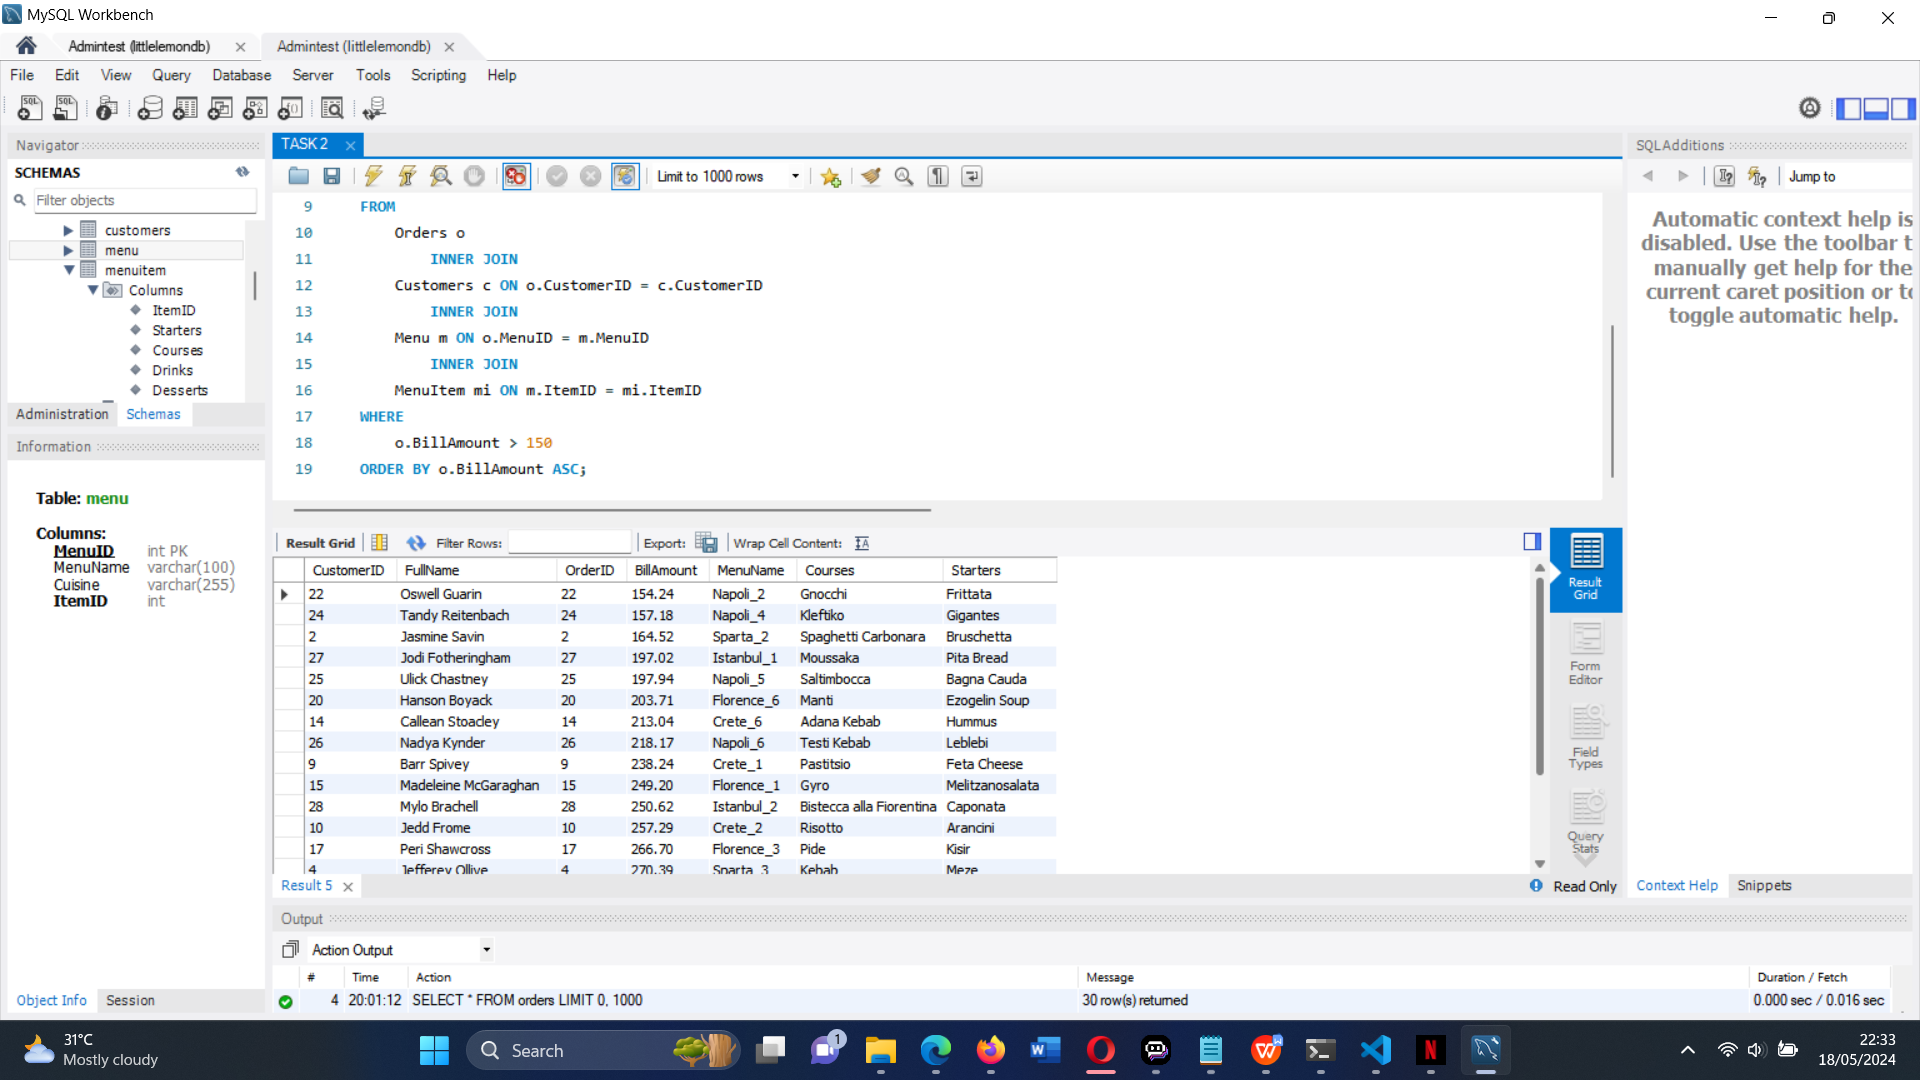 MySQL Workbench
Admintest (littlelemondb)
Admintest (littlelemondb)
File Edit View Query Database Server Tools Scripting Help
Navigator
SCHEMAS
Filter objects
customers
menu
menuitem
Columns
ItemID
Starters
Courses
Drinks
Desserts
Administration Schemas
Information
Table: menu
Columns:
MenuID int PK
MenuName varchar(100)
Cuisine varchar(255)
ItemID int
Object Info Session
TASK 2
Limit to 1000 rows
9 FROM
10 Orders o
11 INNER JOIN
12 Customers c ON o.CustomerID = c.CustomerID
13 INNER JOIN
14 Menu m ON o.MenuID = m.MenuID
15 INNER JOIN
16 MenuItem mi ON m.ItemID = mi.ItemID
17 WHERE
18 o.BillAmount > 150
19 ORDER BY o.BillAmount ASC;
Result Grid Filter Rows: Export: Wrap Cell Content:
CustomerID FullName OrderID BillAmount MenuName Courses Starters
22 Oswell Guarin 22 154.24 Napoli_2 Gnocchi Frittata
24 Tandy Reitenbach 24 157.18 Napoli_4 Kleftiko Gigantes
2 Jasmine Savin 2 164.52 Sparta_2 Spaghetti Carbonara Bruschetta
27 Jodi Fotheringham 27 197.02 Istanbul_1 Moussaka Pita Bread
25 Ulick Chastney 25 197.94 Napoli_5 Saltimbocca Bagna Cauda
20 Hanson Boyack 20 203.71 Florence_6 Manti Ezogelin Soup
14 Callean Stoacley 14 213.04 Crete_6 Adana Kebab Hummus
26 Nadya Kynder 26 218.17 Napoli_6 Testi Kebab Leblebi
9 Barr Spivey 9 238.24 Crete_1 Pastitsio Feta Cheese
15 Madeleine McGaraghan 15 249.20 Florence_1 Gyro Melitzanosalata
28 Mylo Brachell 28 250.62 Istanbul_2 Bistecca alla Fiorentina Caponata
10 Jedd Frome 10 257.29 Crete_2 Risotto Arancini
17 Peri Shawcross 17 266.70 Florence_3 Pide Kisir
4 Jefferey Ollive 4 270.39 Sparta_3 Kebab Meze
Result Grid
Form Editor
Field Types
Query Stats
Result 5
Read Only
SQLAdditions
Jump to
Automatic context help is
disabled. Use the toolbar t
manually get help for the
current caret position or to
toggle automatic help.
Context Help Snippets
Output
Action Output
# Time Action Message Duration / Fetch
4 20:01:12 SELECT * FROM orders LIMIT 0, 1000 30 row(s) returned 0.000 sec / 0.016 sec
31°C
Mostly cloudy
Search
1
22:33
18/05/2024